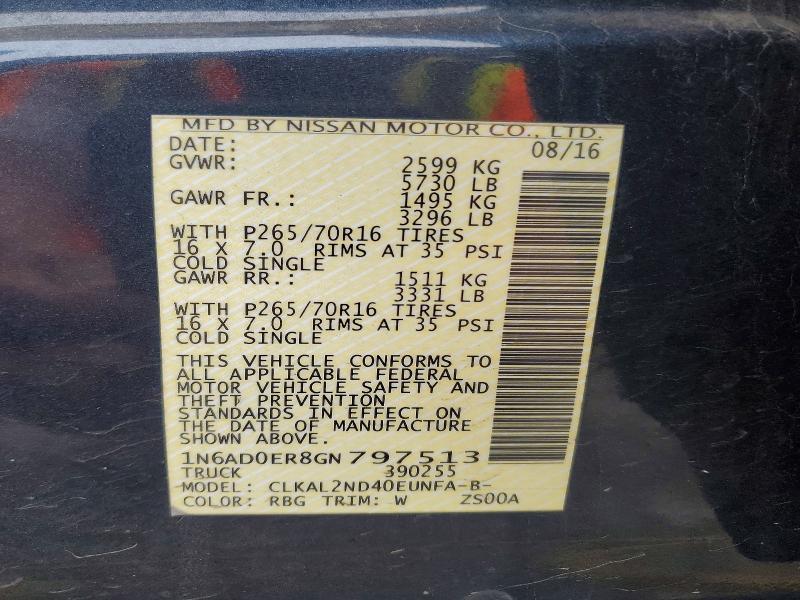 MFD BY NISSAN MOTOR CO., LTD.
DATE: 08/16
GVWR: 2599 KG
5730 LB
GAWR FR.: 1495 KG
3296 LB
WITH P265/70R16 TIRES
16 X 7.0 RIMS AT 35 PSI
COLD SINGLE
GAWR RR.: 1511 KG
3331 LB
WITH P265/70R16 TIRES
16 X 7.0 RIMS AT 35 PSI
COLD SINGLE
THIS VEHICLE CONFORMS TO
ALL APPLICABLE FEDERAL
MOTOR VEHICLE SAFETY AND
THEFT PREVENTION
STANDARDS IN EFFECT ON
THE DATE OF MANUFACTURE
SHOWN ABOVE.
1N6AD0ER8GN797513
TRUCK 390255
MODEL: CLKAL2ND40EUNFA-B-
COLOR: RBG TRIM: W ZS00A